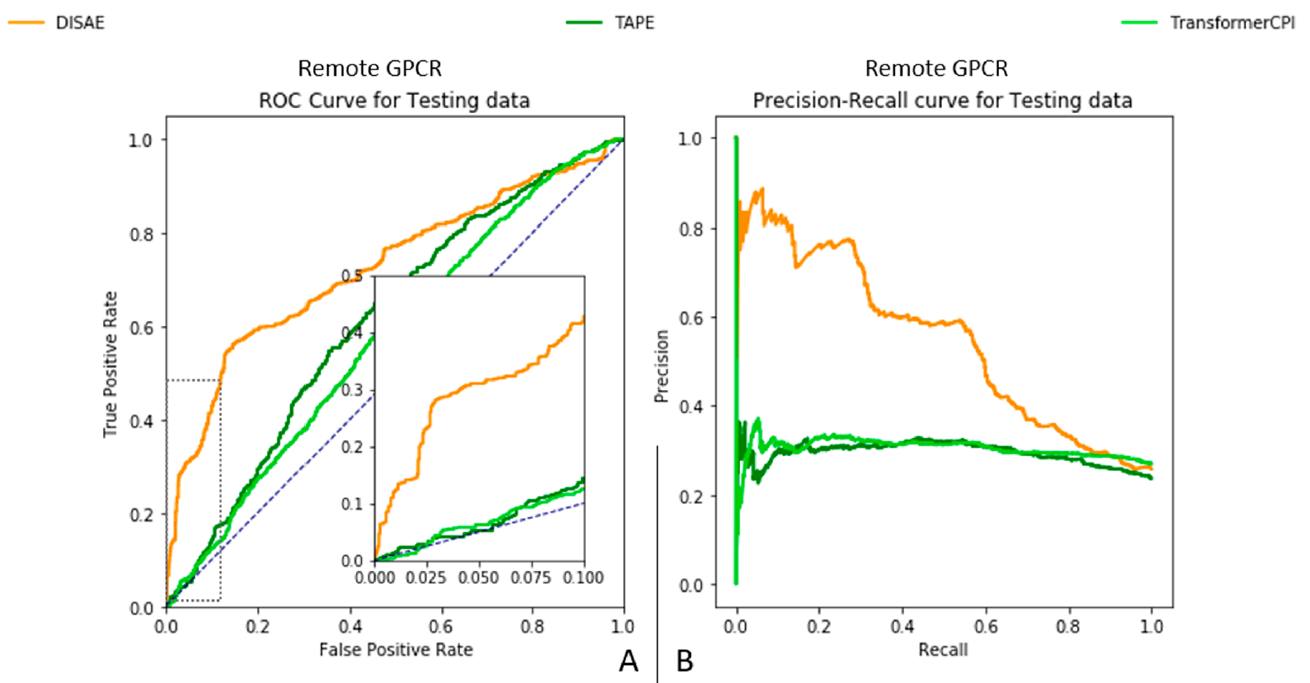 DISAE
TAPE
TransformerCPI
Remote GPCR
ROC Curve for Testing data
True Positive Rate
1.0
0.8
0.6
0.4
0.2
0.0
0.0 0.2 0.4 0.6 0.8 1.0
False Positive Rate
0.5
0.4
0.3
0.2
0.1
0.0
0.000 0.025 0.050 0.075 0.100
A
Remote GPCR
Precision-Recall curve for Testing data
Precision
1.0
0.8
0.6
0.4
0.2
0.0
0.0 0.2 0.4 0.6 0.8 1.0
Recall
B